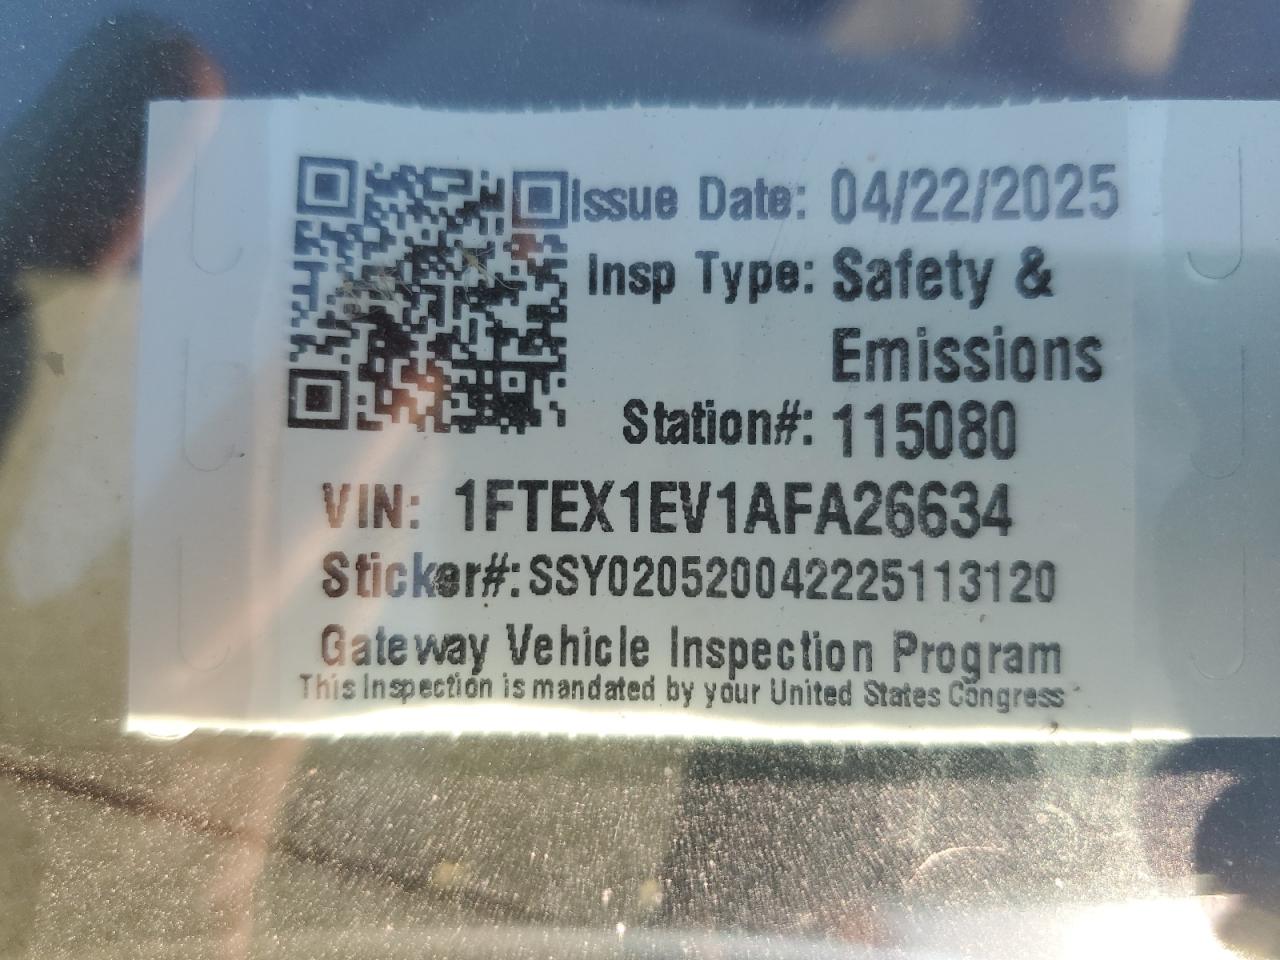 Issue Date: 04/22/2025
Insp Type: Safety &
Emissions
Station#: 115080
VIN: 1FTEX1EV1AFA26634
Sticker#: SSY020520042225113120
Gateway Vehicle Inspection Program
This Inspection is mandated by your United States Congress